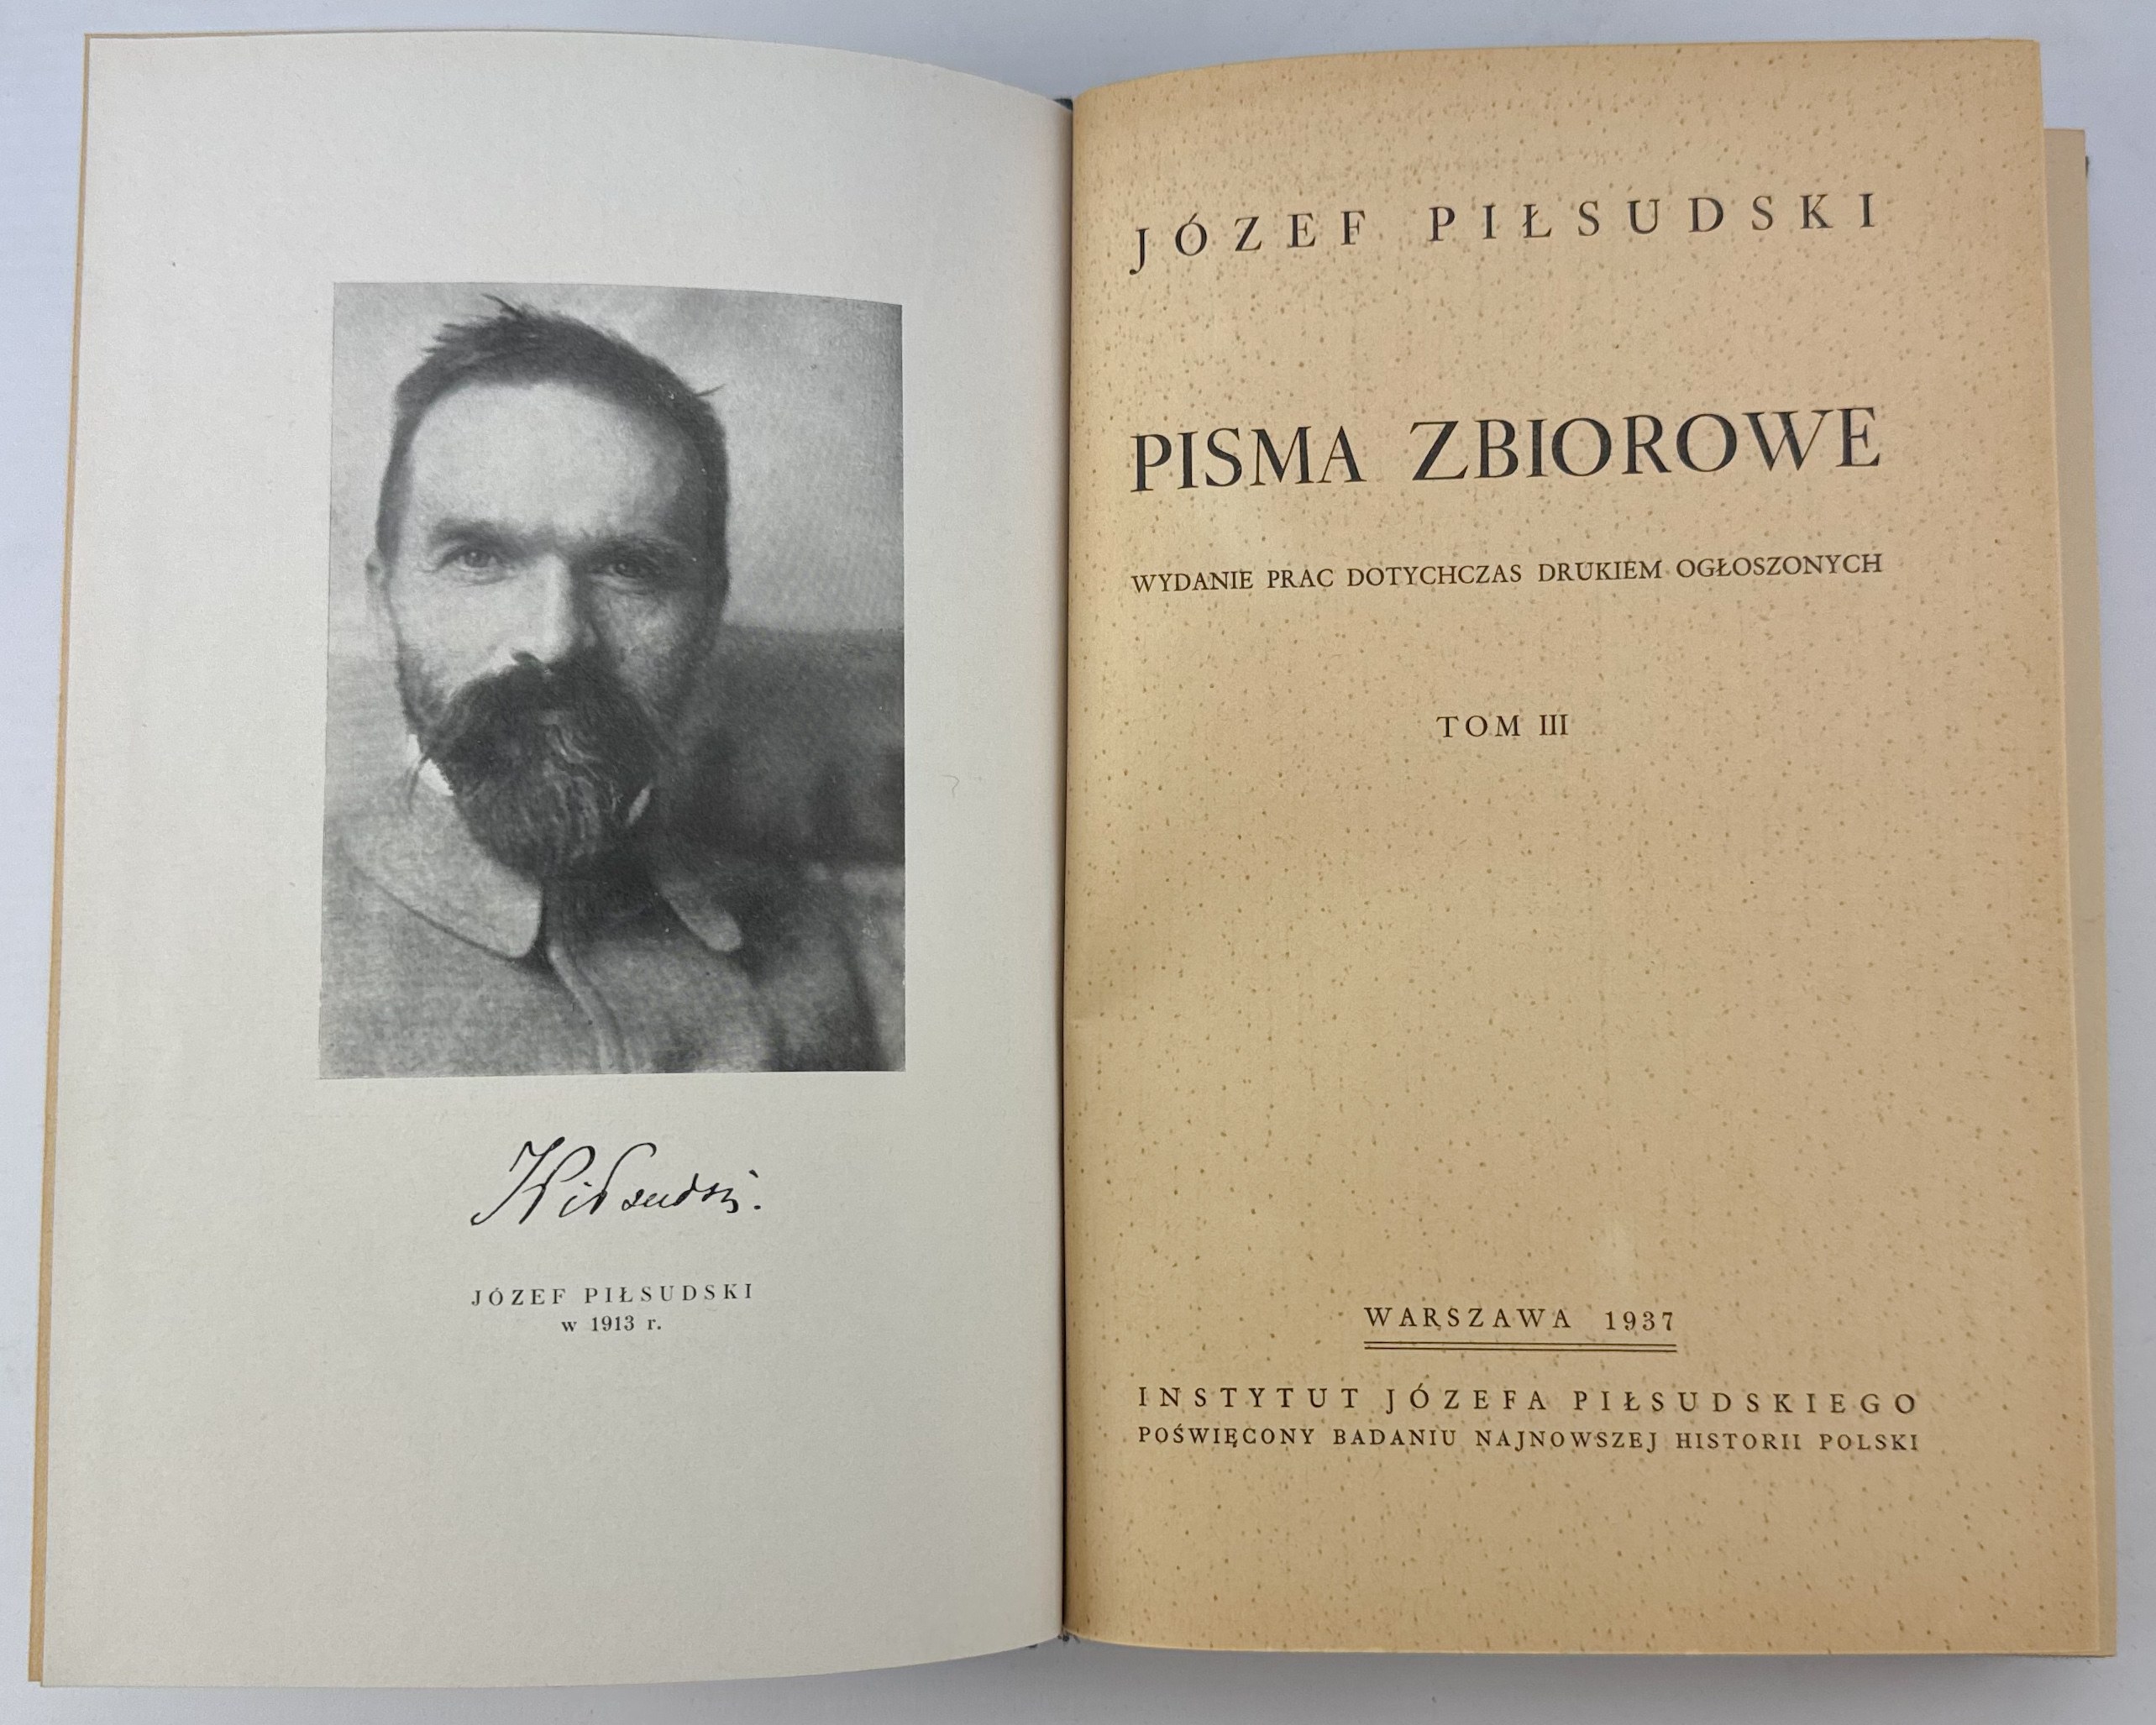 JPiłsudski.
JÓZEF PIŁSUDSKI
w 1913 r.
JÓZEF PIŁSUDSKI
PISMA ZBIOROWE
WYDANIE PRAC DOTYCHCZAS DRUKIEM OGŁOSZONYCH
TOM III
WARSZAWA 1937
INSTYTUT JÓZEFA PIŁSUDSKIEGO
POŚWIĘCONY BADANIU NAJNOWSZEJ HISTORII POLSKI